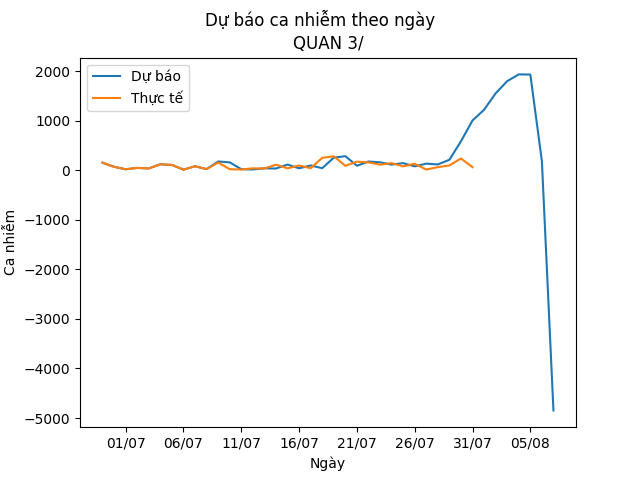 Dự báo ca nhiễm theo ngày
QUAN 3/
Dự báo
Thực tế
2000
1000
0
−1000
−2000
−3000
−4000
−5000
Ca nhiễm
01/07 06/07 11/07 16/07 21/07 26/07 31/07 05/08
Ngày